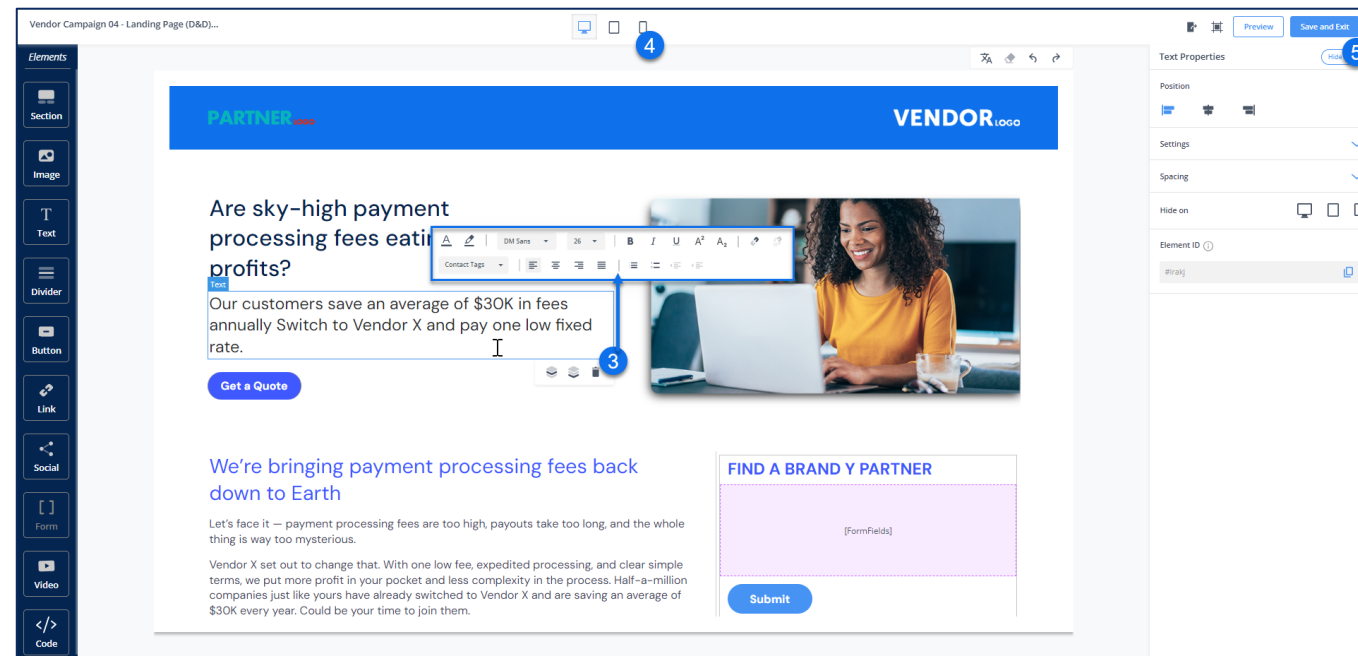 Vendor Campaign 04 - Landing Page (D&D)...
4
Preview
Save and Exit
Elements
Section
Image
T
Text
Divider
Button
Link
Social
[ ]
Form
Video
</>
Code
PARTNER LOGO
VENDOR LOGO
Are sky-high payment
processing fees eatin
profits?
A
DM Sans
26
B I U A² A₂
Contact Tags
Text
Our customers save an average of $30K in fees
annually Switch to Vendor X and pay one low fixed
rate.
3
Get a Quote
We're bringing payment processing fees back
down to Earth
Let's face it — payment processing fees are too high, payouts take too long, and the whole
thing is way too mysterious.
Vendor X set out to change that. With one low fee, expedited processing, and clear simple
terms, we put more profit in your pocket and less complexity in the process. Half-a-million
companies just like yours have already switched to Vendor X and are saving an average of
$30K every year. Could be your time to join them.
FIND A BRAND Y PARTNER
[FormFields]
Submit
Text Properties
Hide
5
Position
Settings
Spacing
Hide on
Element ID
#irakj